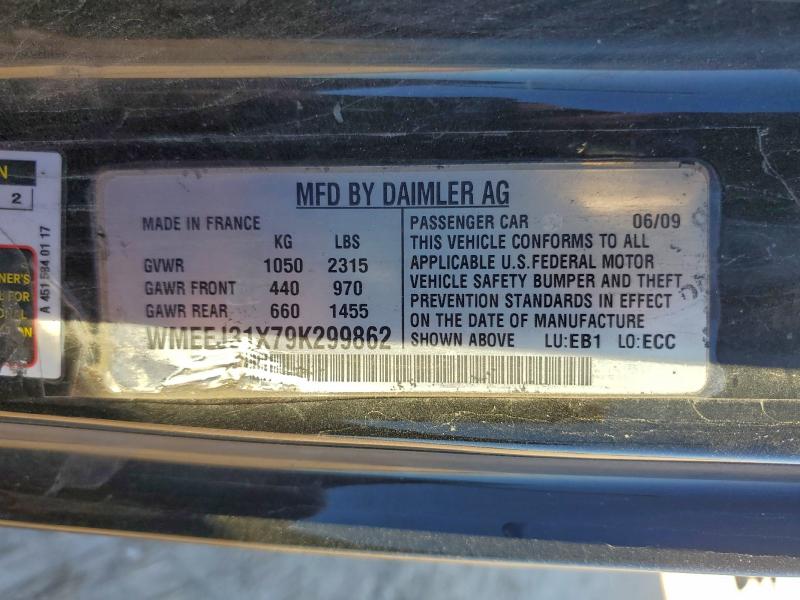 N
2
NER'S
L FOR
DI
L
A 451 584 01 17
MFD BY DAIMLER AG
MADE IN FRANCE
KG LBS
GVWR 1050 2315
GAWR FRONT 440 970
GAWR REAR 660 1455
WMEEJ31X79K299862
PASSENGER CAR 06/09
THIS VEHICLE CONFORMS TO ALL
APPLICABLE U.S.FEDERAL MOTOR
VEHICLE SAFETY BUMPER AND THEFT
PREVENTION STANDARDS IN EFFECT
ON THE DATE OF MANUFACTURE
SHOWN ABOVE LU:EB1 LO:ECC